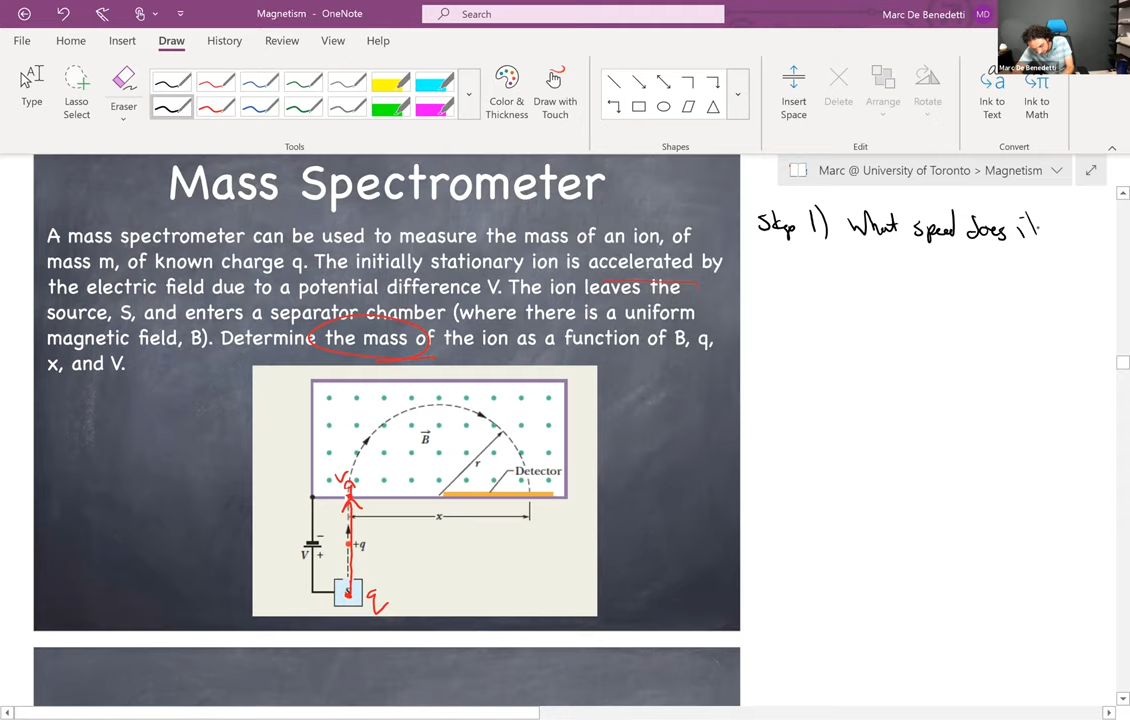 Magnetism - OneNote
Search
Marc De Benedetti
MD
Marc De Benedetti
File
Home
Insert
Draw
History
Review
View
Help
Type
Lasso Select
Eraser
Color & Thickness
Draw with Touch
Insert Space
Delete
Arrange
Rotate
Ink to Text
Ink to Math
Tools
Shapes
Edit
Convert
Marc @ University of Toronto > Magnetism
Mass Spectrometer
A mass spectrometer can be used to measure the mass of an ion, of
mass m, of known charge q. The initially stationary ion is accelerated by
the electric field due to a potential difference V. The ion leaves the
source, S, and enters a separator chamber (where there is a uniform
magnetic field, B). Determine the mass of the ion as a function of B, q,
x, and V.
B
r
Detector
x
V
−
+
+q
q
Step 1) What speed does it